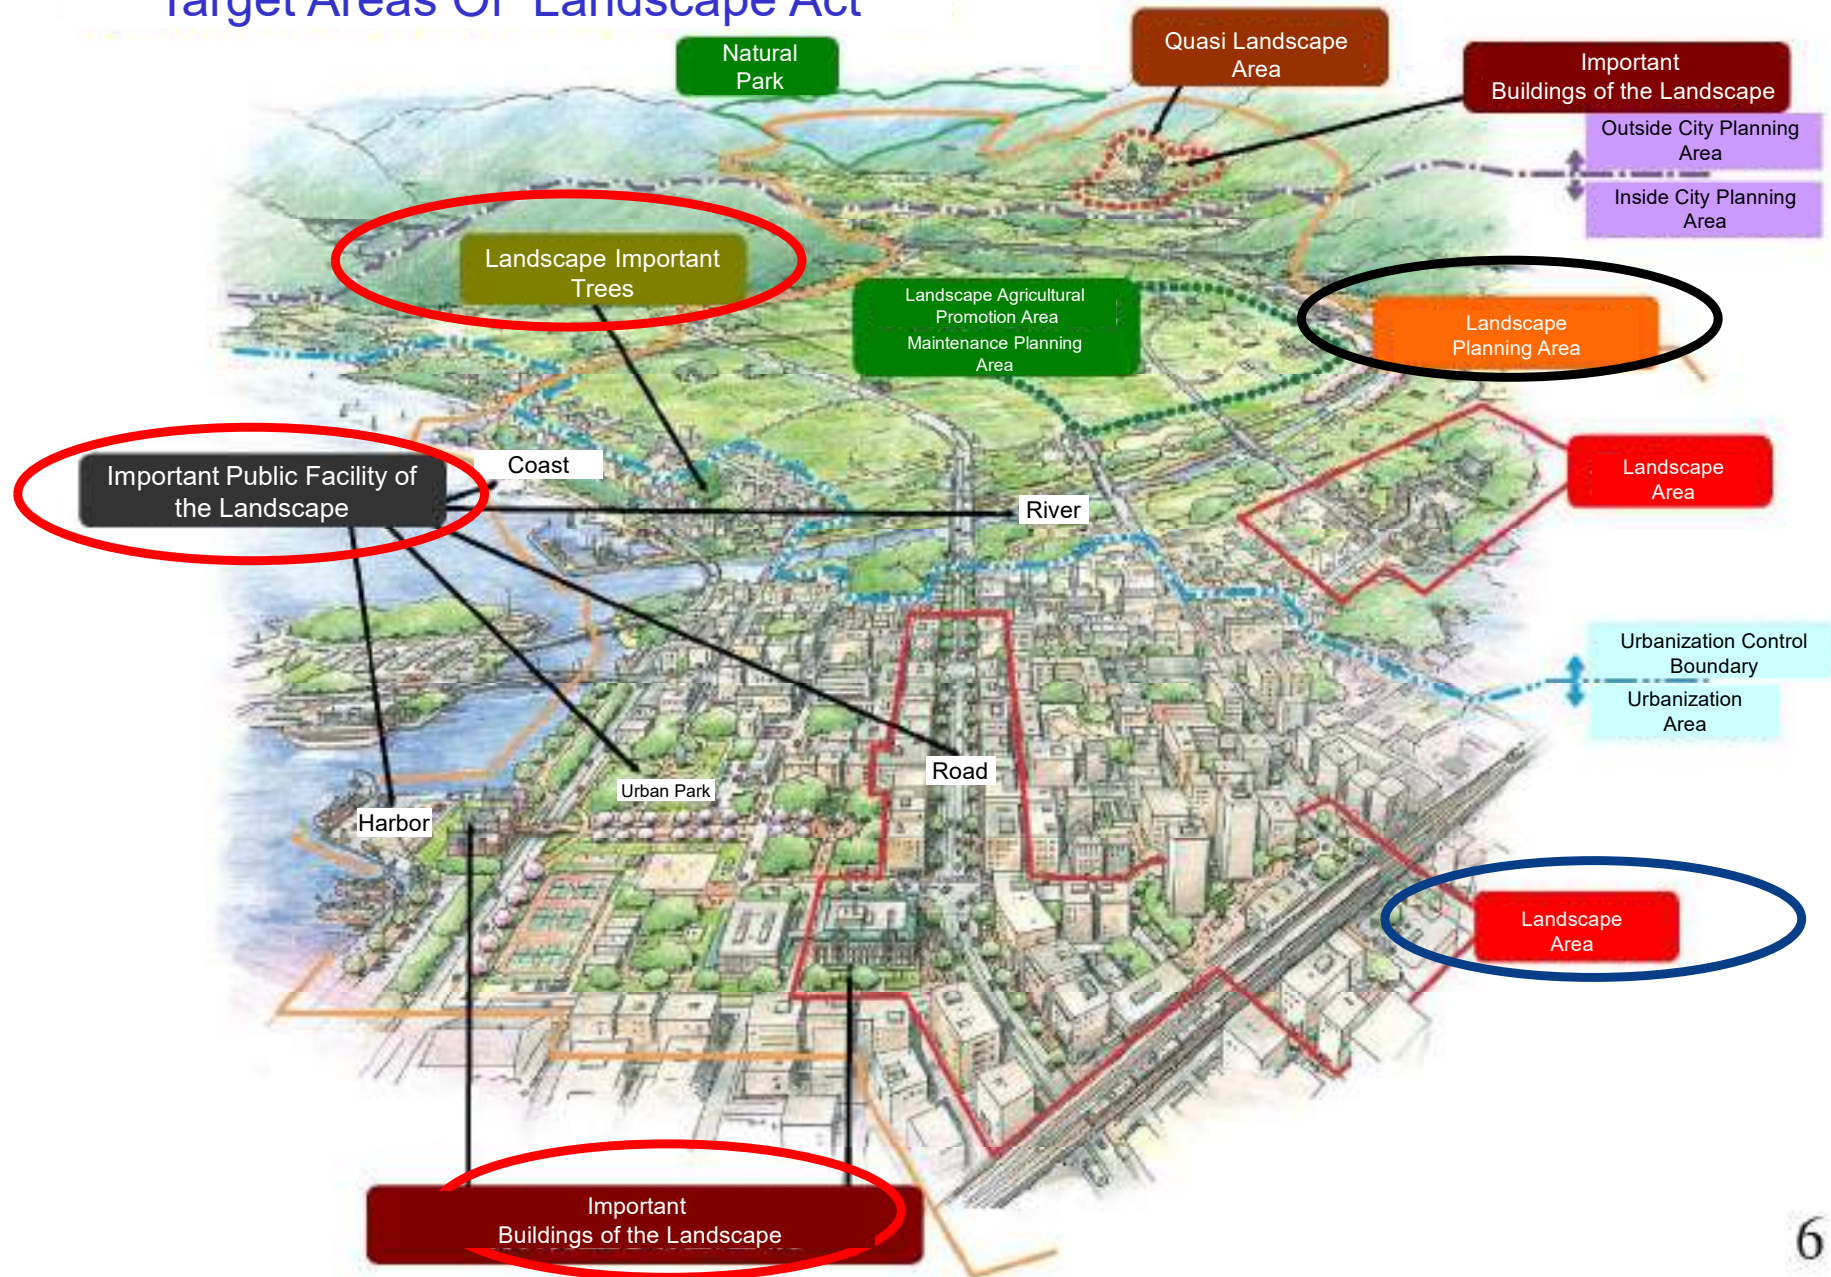 Target Areas Of Landscape Act
Natural
Park
Quasi Landscape
Area
Important
Buildings of the Landscape
Outside City Planning
Area
Inside City Planning
Area
Landscape Important
Trees
Landscape Agricultural
Promotion Area
Maintenance Planning
Area
Landscape
Planning Area
Important Public Facility of
the Landscape
Coast
River
Landscape
Area
Urbanization Control
Boundary
Urbanization
Area
Road
Urban Park
Harbor
Landscape
Area
Important
Buildings of the Landscape
6